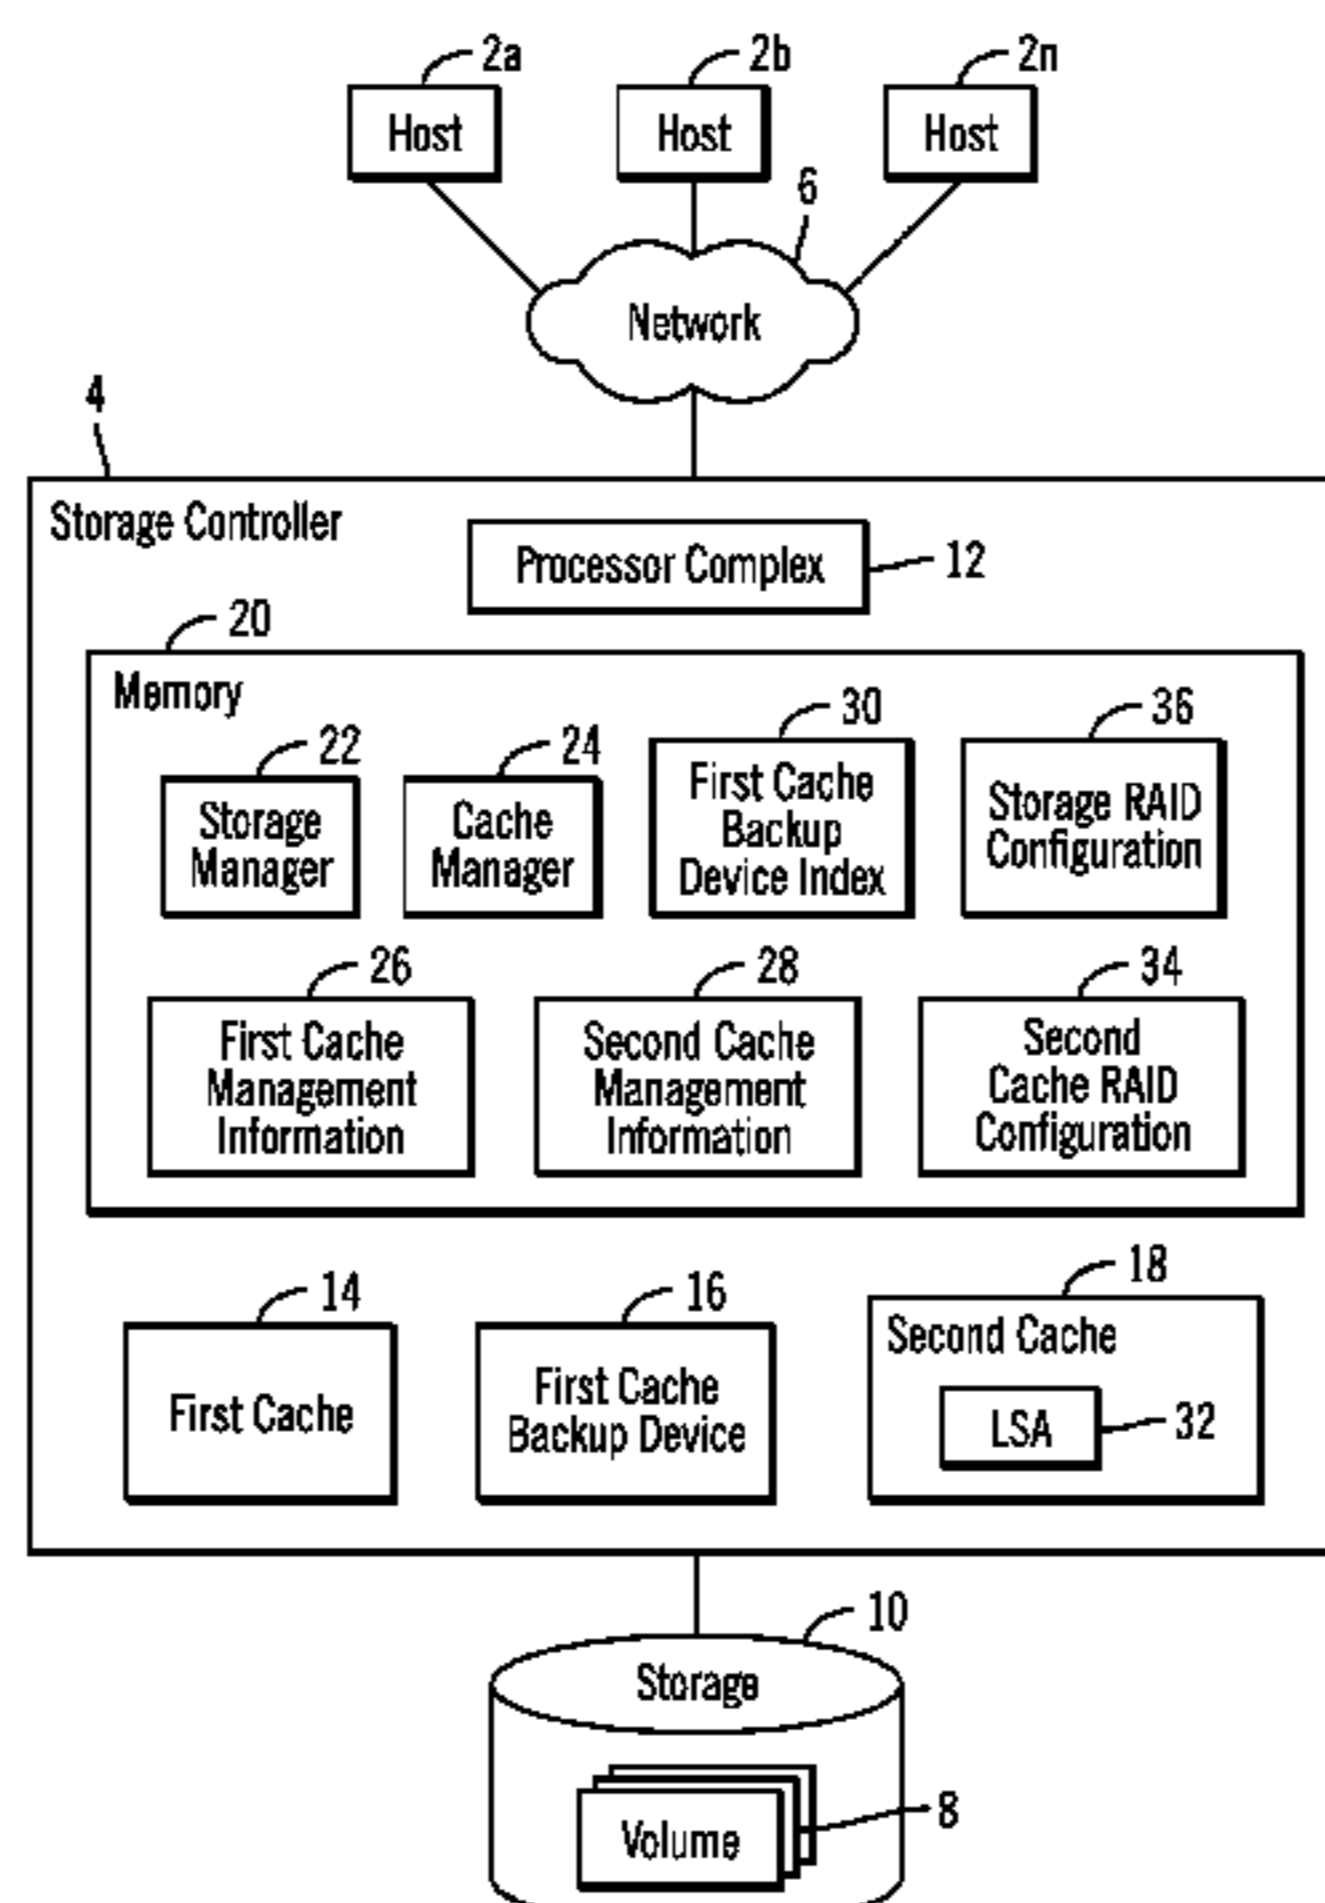 2a
2b
2n
Host
Host
Host
6
Network
4
Storage Controller
Processor Complex
12
20
Memory
22
Storage
Manager
24
Cache
Manager
30
First Cache
Backup
Device Index
36
Storage RAID
Configuration
26
First Cache
Management
Information
28
Second Cache
Management
Information
34
Second
Cache RAID
Configuration
14
First Cache
16
First Cache
Backup Device
18
Second Cache
LSA
32
10
Storage
Volume
8